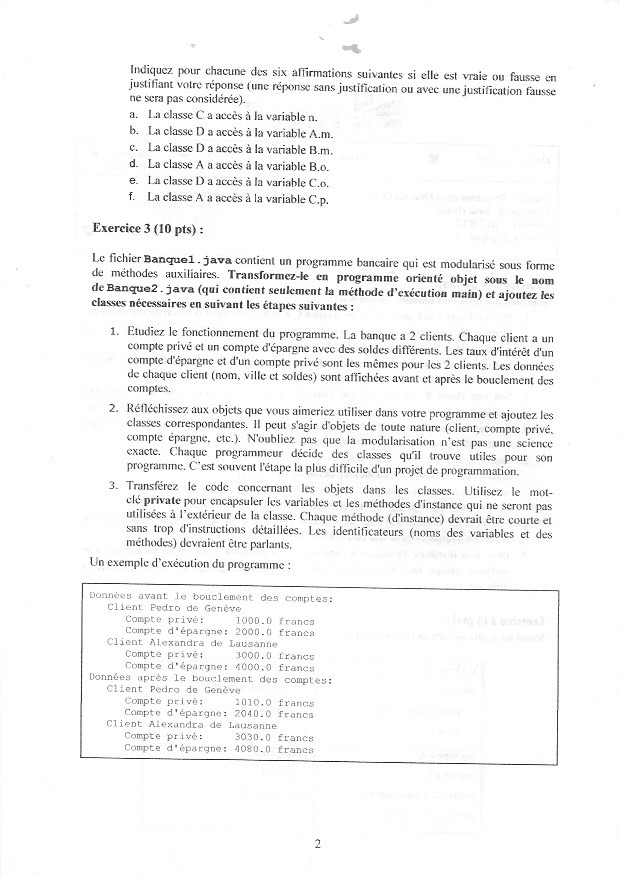 Indiquez pour chacune des six affirmations suivantes si elle est vraie ou fausse en
justifiant votre réponse (une réponse sans justification ou avec une justification fausse
ne sera pas considérée).
a. La classe C a accès à la variable n.
b. La classe D a accès à la variable A.m.
c. La classe D a accès à la variable B.m.
d. La classe A a accès à la variable B.o.
e. La classe D a accès à la variable C.o.
f. La classe A a accès à la variable C.p.
Exercice 3 (10 pts) :
Le fichier Banque1.java contient un programme bancaire qui est modularisé sous forme
de méthodes auxiliaires. Transformez-le en programme orienté objet sous le nom
de Banque2.java (qui contient seulement la méthode d'exécution main) et ajoutez les
classes nécessaires en suivant les étapes suivantes :
1. Etudiez le fonctionnement du programme. La banque a 2 clients. Chaque client a un
compte privé et un compte d'épargne avec des soldes différents. Les taux d'intérêt d'un
compte d'épargne et d'un compte privé sont les mêmes pour les 2 clients. Les données
de chaque client (nom, ville et soldes) sont affichées avant et après le bouclement des
comptes.
2. Réfléchissez aux objets que vous aimeriez utiliser dans votre programme et ajoutez les
classes correspondantes. Il peut s'agir d'objets de toute nature (client, compte privé,
compte épargne, etc.). N'oubliez pas que la modularisation n'est pas une science
exacte. Chaque programmeur décide des classes qu'il trouve utiles pour son
programme. C'est souvent l'étape la plus difficile d'un projet de programmation.
3. Transférez le code concernant les objets dans les classes. Utilisez le mot-
clé private pour encapsuler les variables et les méthodes d'instance qui ne seront pas
utilisées à l'extérieur de la classe. Chaque méthode (d'instance) devrait être courte et
sans trop d'instructions détaillées. Les identificateurs (noms des variables et des
méthodes) devraient être parlants.
Un exemple d'exécution du programme :
Données avant le bouclement des comptes:
Client Pedro de Genève
Compte privé: 1000.0 francs
Compte d'épargne: 2000.0 francs
Client Alexandra de Lausanne
Compte privé: 3000.0 francs
Compte d'épargne: 4000.0 francs
Données après le bouclement des comptes:
Client Pedro de Genève
Compte privé: 1010.0 francs
Compte d'épargne: 2040.0 francs
Client Alexandra de Lausanne
Compte privé: 3030.0 francs
Compte d'épargne: 4080.0 francs
2